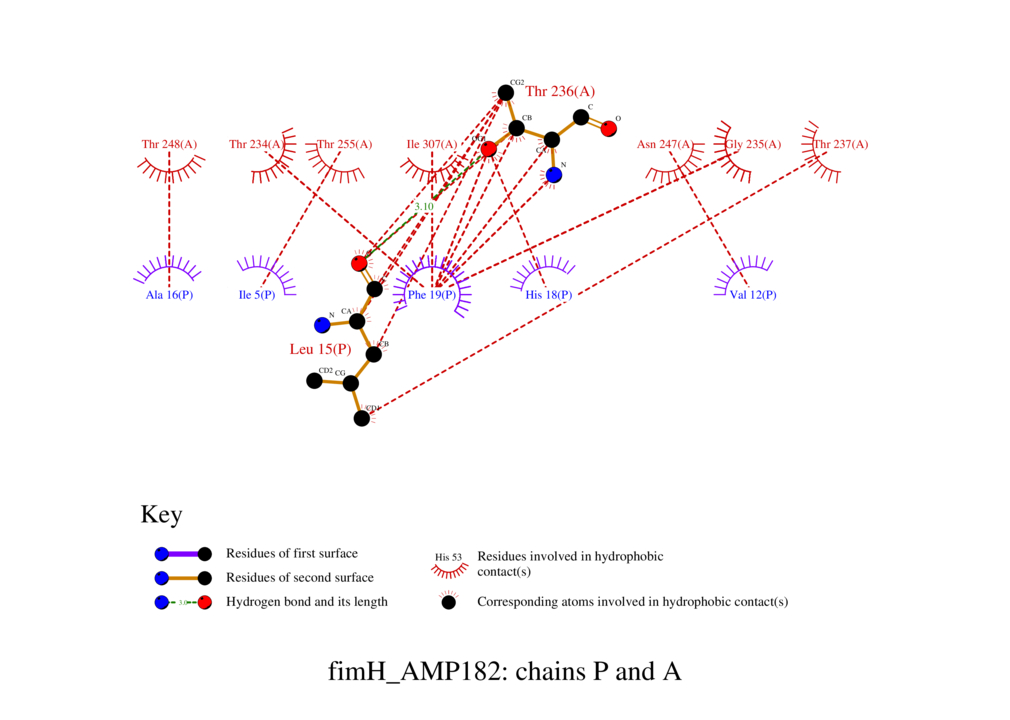 CG2
Thr 236(A)
C
O
CB
Thr 248(A)
Thr 234(A)
Thr 255(A)
Ile 307(A)
Asn 247(A)
Gly 235(A)
Thr 237(A)
N
3.10
Ala 16(P)
Ile 5(P)
Phe 19(P)
His 18(P)
Val 12(P)
N
CA
Leu 15(P)
CB
CD2
CG
CD1
Key
Residues of first surface
Residues of second surface
3.0
Hydrogen bond and its length
His 53
Residues involved in hydrophobic
contact(s)
Corresponding atoms involved in hydrophobic contact(s)
fimH_AMP182: chains P and A